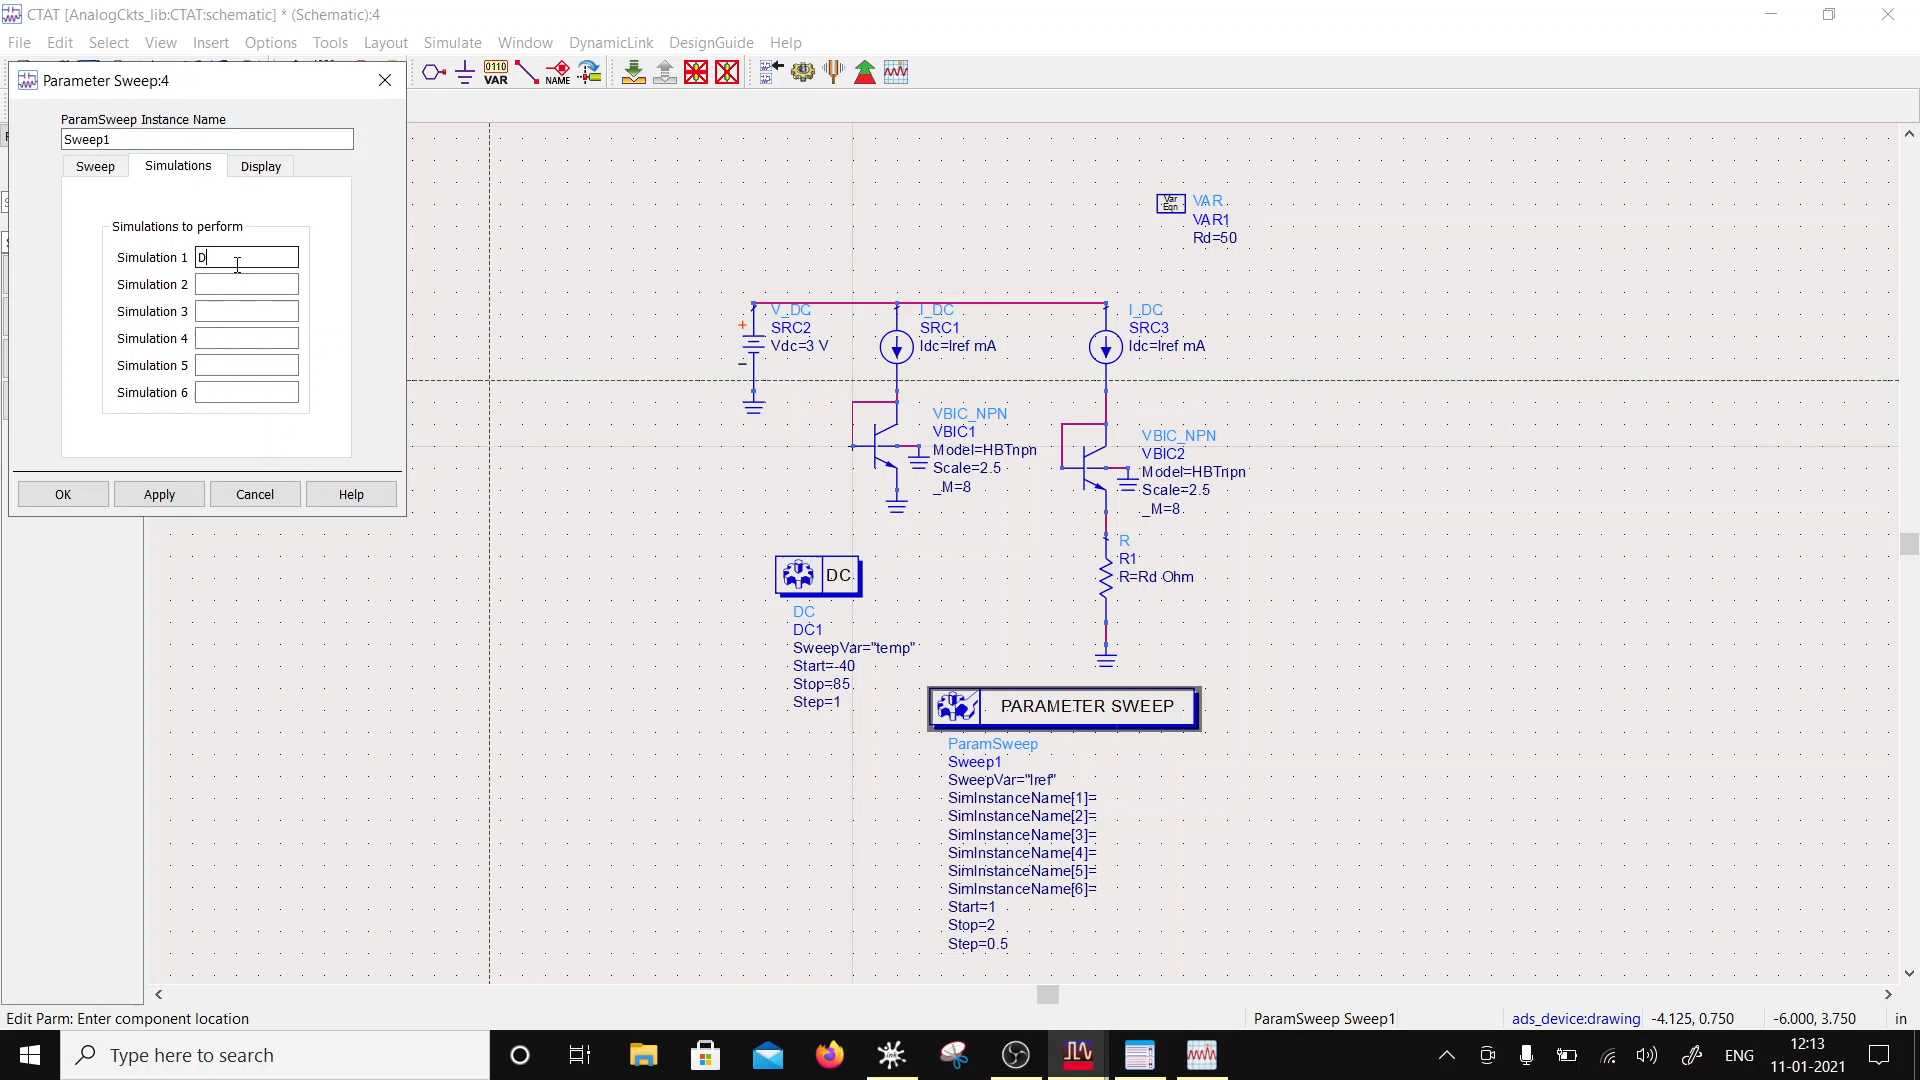 CTAT [AnalogCkts_lib:CTAT:schematic] * (Schematic):4
File Edit Select View Insert Options Tools Layout Simulate Window DynamicLink DesignGuide Help
0110 VAR NAME
Parameter Sweep:4
ParamSweep Instance Name
Sweep1
Sweep Simulations Display
Simulations to perform
Simulation 1 D
Simulation 2
Simulation 3
Simulation 4
Simulation 5
Simulation 6
OK Apply Cancel Help
Var Eqn
VAR
VAR1
Rd=50
V_DC
SRC2
Vdc=3 V
I_DC
SRC1
Idc=Iref mA
I_DC
SRC3
Idc=Iref mA
VBIC_NPN
VBIC1
Model=HBTnpn
Scale=2.5
_M=8
VBIC_NPN
VBIC2
Model=HBTnpn
Scale=2.5
_M=8
R
R1
R=Rd Ohm
DC
DC
DC1
SweepVar="temp"
Start=-40
Stop=85
Step=1
PARAMETER SWEEP
ParamSweep
Sweep1
SweepVar="Iref"
SimInstanceName[1]=
SimInstanceName[2]=
SimInstanceName[3]=
SimInstanceName[4]=
SimInstanceName[5]=
SimInstanceName[6]=
Start=1
Stop=2
Step=0.5
Edit Parm: Enter component location
ParamSweep Sweep1
ads_device:drawing
-4.125, 0.750
-6.000, 3.750
in
Type here to search
ENG
12:13
11-01-2021